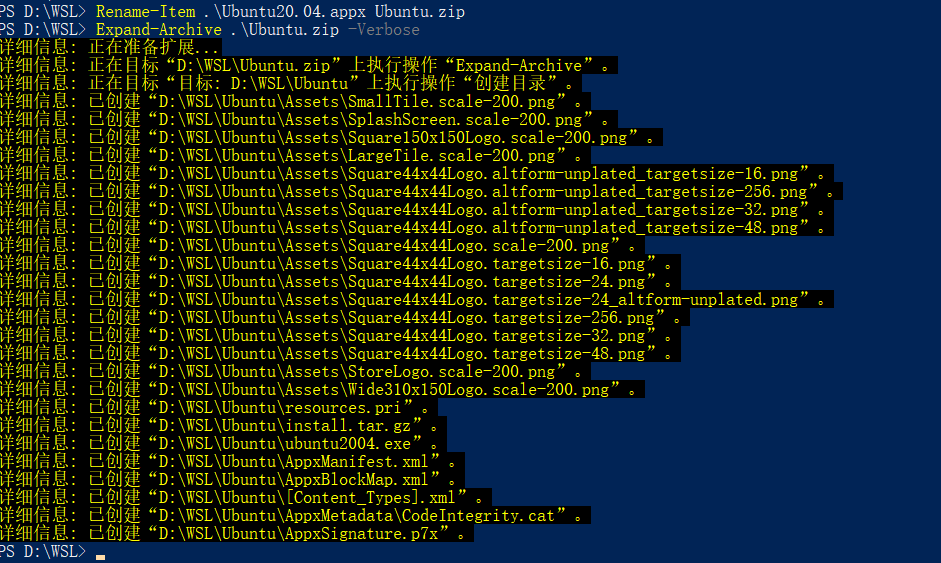 PS D:\WSL> Rename-Item .\Ubuntu20.04.appx Ubuntu.zip
PS D:\WSL> Expand-Archive .\Ubuntu.zip -Verbose
详细信息: 正在准备扩展...
详细信息: 正在目标“D:\WSL\Ubuntu.zip”上执行操作“Expand-Archive”。
详细信息: 正在目标“目标: D:\WSL\Ubuntu”上执行操作“创建目录”。
详细信息: 已创建“D:\WSL\Ubuntu\Assets\SmallTile.scale-200.png”。
详细信息: 已创建“D:\WSL\Ubuntu\Assets\SplashScreen.scale-200.png”。
详细信息: 已创建“D:\WSL\Ubuntu\Assets\Square150x150Logo.scale-200.png”。
详细信息: 已创建“D:\WSL\Ubuntu\Assets\LargeTile.scale-200.png”。
详细信息: 已创建“D:\WSL\Ubuntu\Assets\Square44x44Logo.altform-unplated_targetsize-16.png”。
详细信息: 已创建“D:\WSL\Ubuntu\Assets\Square44x44Logo.altform-unplated_targetsize-256.png”。
详细信息: 已创建“D:\WSL\Ubuntu\Assets\Square44x44Logo.altform-unplated_targetsize-32.png”。
详细信息: 已创建“D:\WSL\Ubuntu\Assets\Square44x44Logo.altform-unplated_targetsize-48.png”。
详细信息: 已创建“D:\WSL\Ubuntu\Assets\Square44x44Logo.scale-200.png”。
详细信息: 已创建“D:\WSL\Ubuntu\Assets\Square44x44Logo.targetsize-16.png”。
详细信息: 已创建“D:\WSL\Ubuntu\Assets\Square44x44Logo.targetsize-24.png”。
详细信息: 已创建“D:\WSL\Ubuntu\Assets\Square44x44Logo.targetsize-24_altform-unplated.png”。
详细信息: 已创建“D:\WSL\Ubuntu\Assets\Square44x44Logo.targetsize-256.png”。
详细信息: 已创建“D:\WSL\Ubuntu\Assets\Square44x44Logo.targetsize-32.png”。
详细信息: 已创建“D:\WSL\Ubuntu\Assets\Square44x44Logo.targetsize-48.png”。
详细信息: 已创建“D:\WSL\Ubuntu\Assets\StoreLogo.scale-200.png”。
详细信息: 已创建“D:\WSL\Ubuntu\Assets\Wide310x150Logo.scale-200.png”。
详细信息: 已创建“D:\WSL\Ubuntu\resources.pri”。
详细信息: 已创建“D:\WSL\Ubuntu\install.tar.gz”。
详细信息: 已创建“D:\WSL\Ubuntu\ubuntu2004.exe”。
详细信息: 已创建“D:\WSL\Ubuntu\AppxManifest.xml”。
详细信息: 已创建“D:\WSL\Ubuntu\AppxBlockMap.xml”。
详细信息: 已创建“D:\WSL\Ubuntu\[Content_Types].xml”。
详细信息: 已创建“D:\WSL\Ubuntu\AppxMetadata\CodeIntegrity.cat”。
详细信息: 已创建“D:\WSL\Ubuntu\AppxSignature.p7x”。
PS D:\WSL>